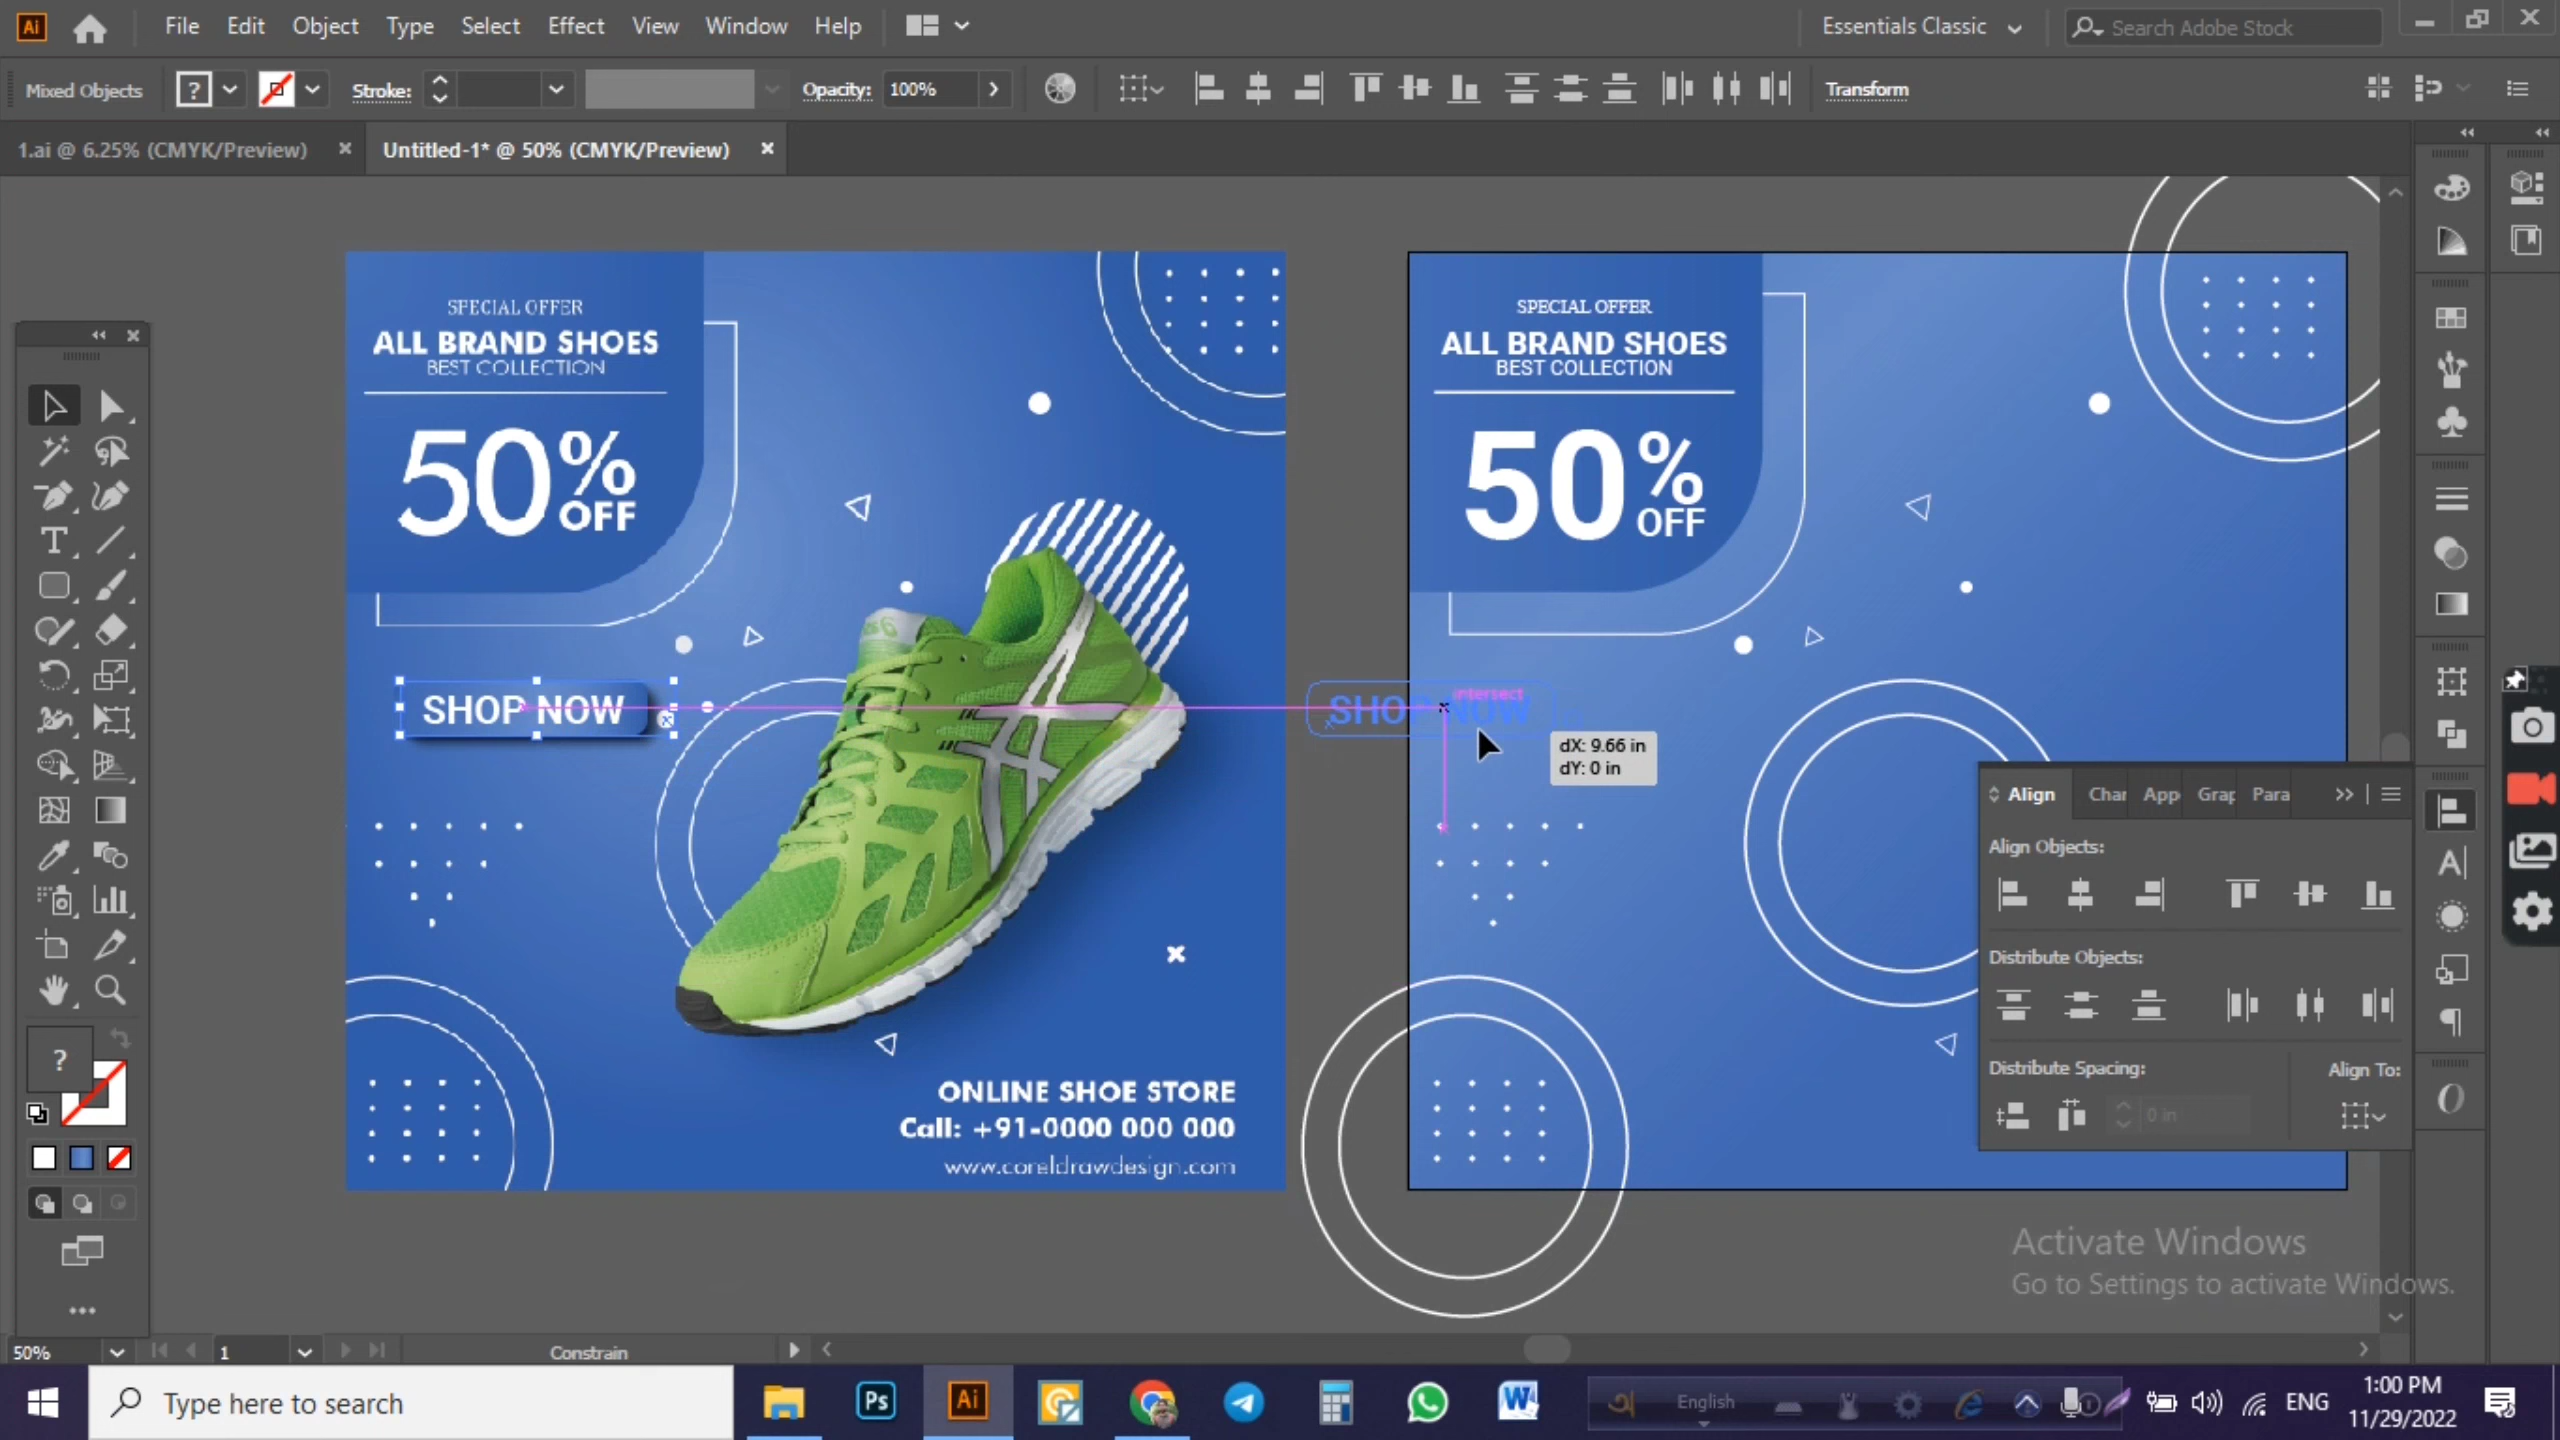 Ai
File Edit Object Type Select Effect View Window Help
Essentials Classic
Search Adobe Stock
Mixed Objects
?
Stroke:
Opacity: 100%
Transform
1.ai @ 6.25% (CMYK/Preview)
Untitled-1* @ 50% (CMYK/Preview)
SPECIAL OFFER
ALL BRAND SHOES
BEST COLLECTION
50%
OFF
SHOP NOW
ONLINE SHOE STORE
Call: +91-0000 000 000
www.coreldrawdesign.com
SPECIAL OFFER
ALL BRAND SHOES
BEST COLLECTION
50%
OFF
SHOP NOW
intersect
dX: 9.66 in
dY: 0 in
Align Char App Grap Para
Align Objects:
Distribute Objects:
Distribute Spacing:
Align To:
0 in
?
Activate Windows
Go to Settings to activate Windows.
50%
1
Constrain
Type here to search
Ps
Ai
English
ENG
1:00 PM
11/29/2022